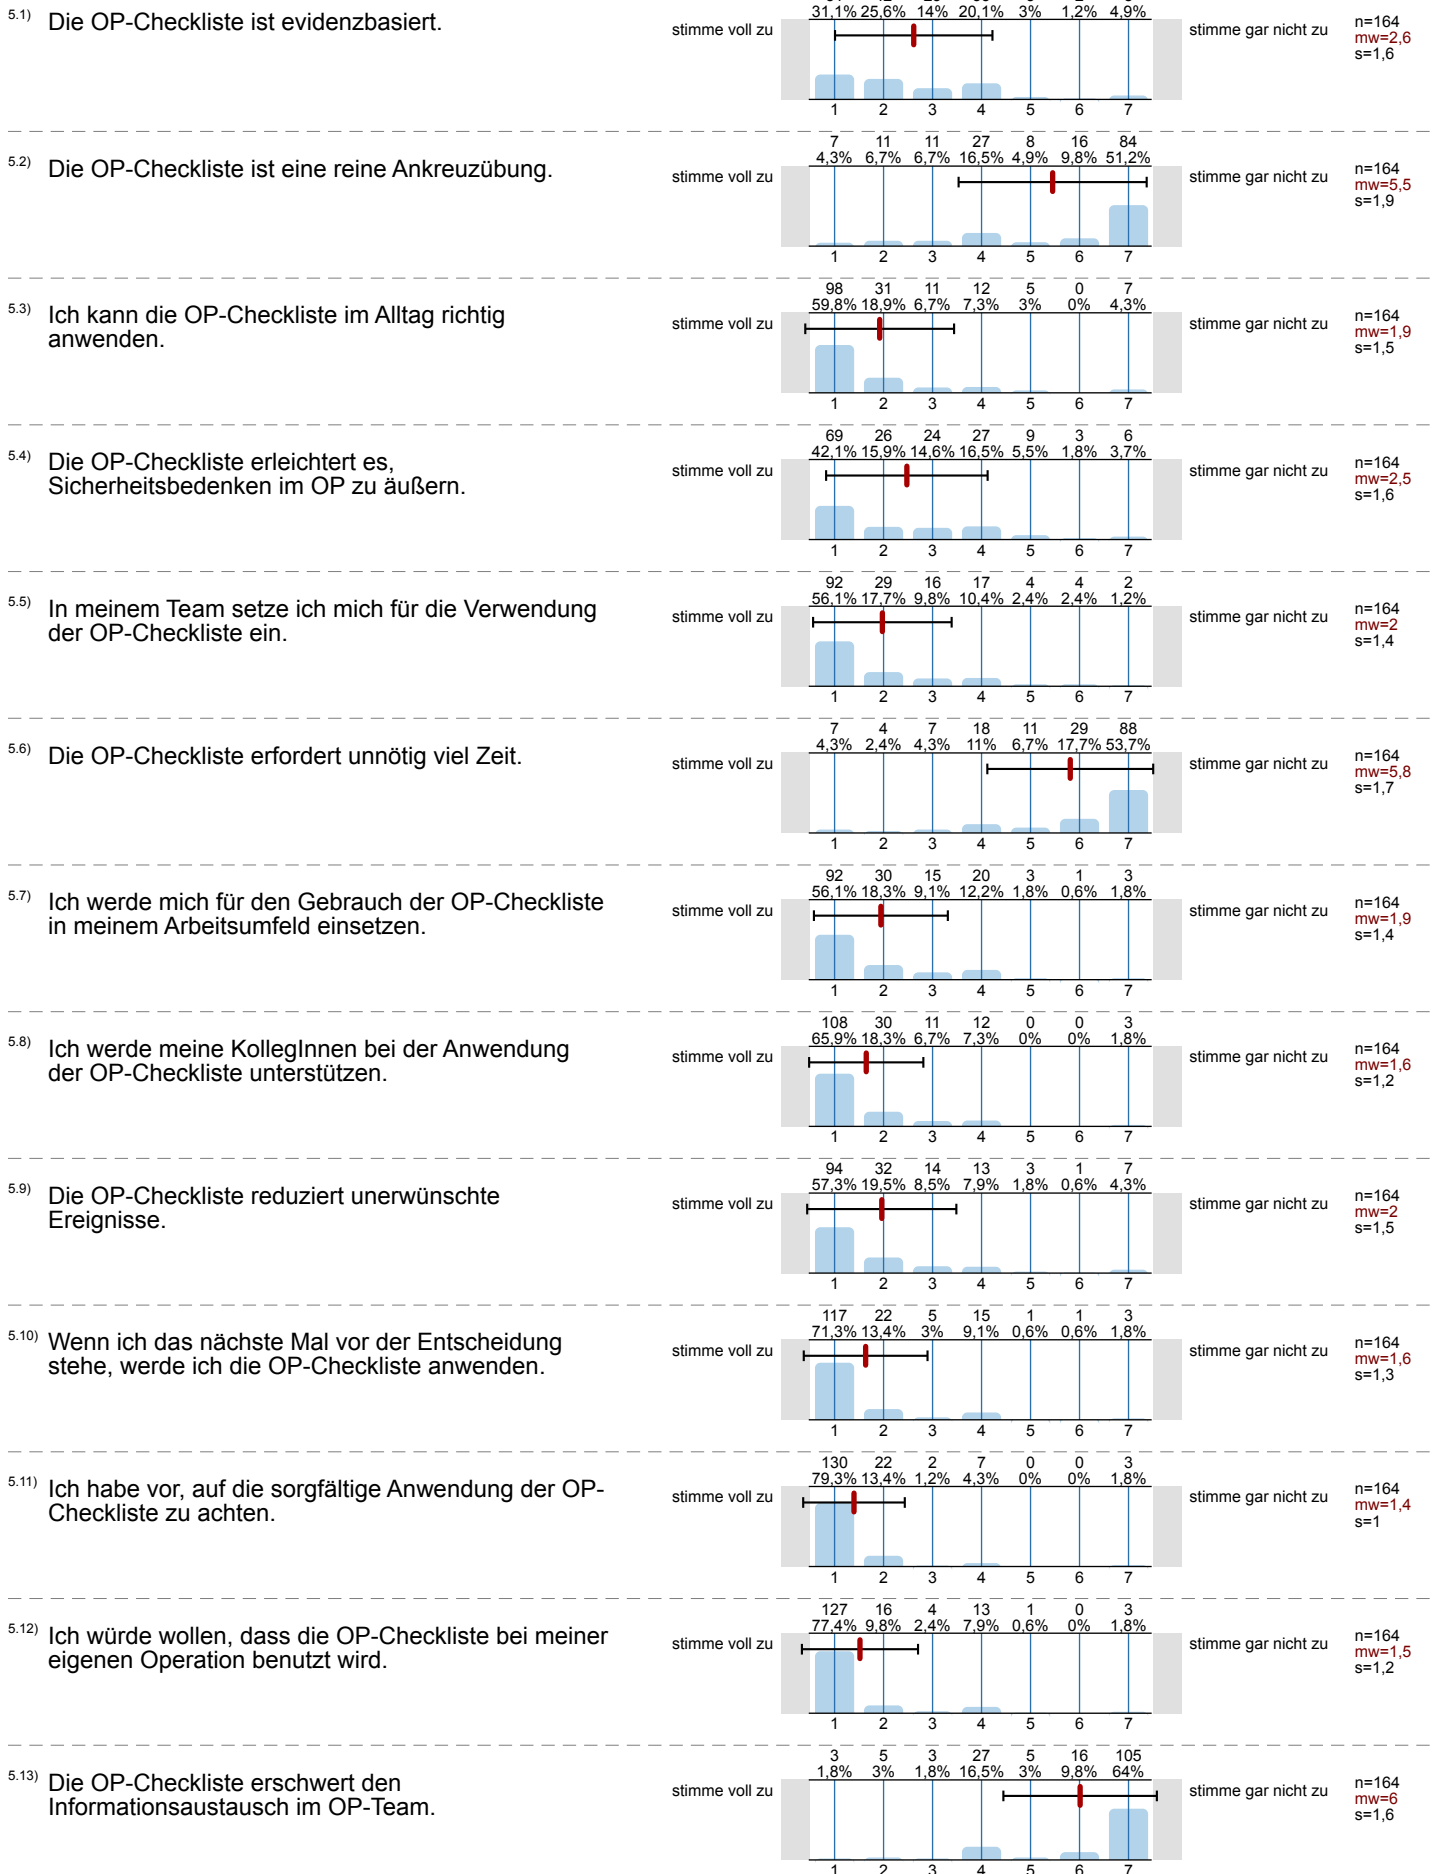 5.1) Die OP-Checkliste ist evidenzbasiert.
31,1% 25,6% 14% 20,1% 3% 1,2% 4,9%
stimme voll zu
stimme gar nicht zu
n=164
mw=2,6
s=1,6
1 2 3 4 5 6 7
5.2) Die OP-Checkliste ist eine reine Ankreuzübung.
7 11 11 27 8 16 84
4,3% 6,7% 6,7% 16,5% 4,9% 9,8% 51,2%
stimme voll zu
stimme gar nicht zu
n=164
mw=5,5
s=1,9
1 2 3 4 5 6 7
5.3) Ich kann die OP-Checkliste im Alltag richtig
anwenden.
98 31 11 12 5 0 7
59,8% 18,9% 6,7% 7,3% 3% 0% 4,3%
stimme voll zu
stimme gar nicht zu
n=164
mw=1,9
s=1,5
1 2 3 4 5 6 7
5.4) Die OP-Checkliste erleichtert es,
Sicherheitsbedenken im OP zu äußern.
69 26 24 27 9 3 6
42,1% 15,9% 14,6% 16,5% 5,5% 1,8% 3,7%
stimme voll zu
stimme gar nicht zu
n=164
mw=2,5
s=1,6
1 2 3 4 5 6 7
5.5) In meinem Team setze ich mich für die Verwendung
der OP-Checkliste ein.
92 29 16 17 4 4 2
56,1% 17,7% 9,8% 10,4% 2,4% 2,4% 1,2%
stimme voll zu
stimme gar nicht zu
n=164
mw=2
s=1,4
1 2 3 4 5 6 7
5.6) Die OP-Checkliste erfordert unnötig viel Zeit.
7 4 7 18 11 29 88
4,3% 2,4% 4,3% 11% 6,7% 17,7% 53,7%
stimme voll zu
stimme gar nicht zu
n=164
mw=5,8
s=1,7
1 2 3 4 5 6 7
5.7) Ich werde mich für den Gebrauch der OP-Checkliste
in meinem Arbeitsumfeld einsetzen.
92 30 15 20 3 1 3
56,1% 18,3% 9,1% 12,2% 1,8% 0,6% 1,8%
stimme voll zu
stimme gar nicht zu
n=164
mw=1,9
s=1,4
1 2 3 4 5 6 7
5.8) Ich werde meine KollegInnen bei der Anwendung
der OP-Checkliste unterstützen.
108 30 11 12 0 0 3
65,9% 18,3% 6,7% 7,3% 0% 0% 1,8%
stimme voll zu
stimme gar nicht zu
n=164
mw=1,6
s=1,2
1 2 3 4 5 6 7
5.9) Die OP-Checkliste reduziert unerwünschte
Ereignisse.
94 32 14 13 3 1 7
57,3% 19,5% 8,5% 7,9% 1,8% 0,6% 4,3%
stimme voll zu
stimme gar nicht zu
n=164
mw=2
s=1,5
1 2 3 4 5 6 7
5.10) Wenn ich das nächste Mal vor der Entscheidung
stehe, werde ich die OP-Checkliste anwenden.
117 22 5 15 1 1 3
71,3% 13,4% 3% 9,1% 0,6% 0,6% 1,8%
stimme voll zu
stimme gar nicht zu
n=164
mw=1,6
s=1,3
1 2 3 4 5 6 7
5.11) Ich habe vor, auf die sorgfältige Anwendung der OP-
Checkliste zu achten.
130 22 2 7 0 0 3
79,3% 13,4% 1,2% 4,3% 0% 0% 1,8%
stimme voll zu
stimme gar nicht zu
n=164
mw=1,4
s=1
1 2 3 4 5 6 7
5.12) Ich würde wollen, dass die OP-Checkliste bei meiner
eigenen Operation benutzt wird.
127 16 4 13 1 0 3
77,4% 9,8% 2,4% 7,9% 0,6% 0% 1,8%
stimme voll zu
stimme gar nicht zu
n=164
mw=1,5
s=1,2
1 2 3 4 5 6 7
5.13) Die OP-Checkliste erschwert den
Informationsaustausch im OP-Team.
3 5 3 27 5 16 105
1,8% 3% 1,8% 16,5% 3% 9,8% 64%
stimme voll zu
stimme gar nicht zu
n=164
mw=6
s=1,6
1 2 3 4 5 6 7